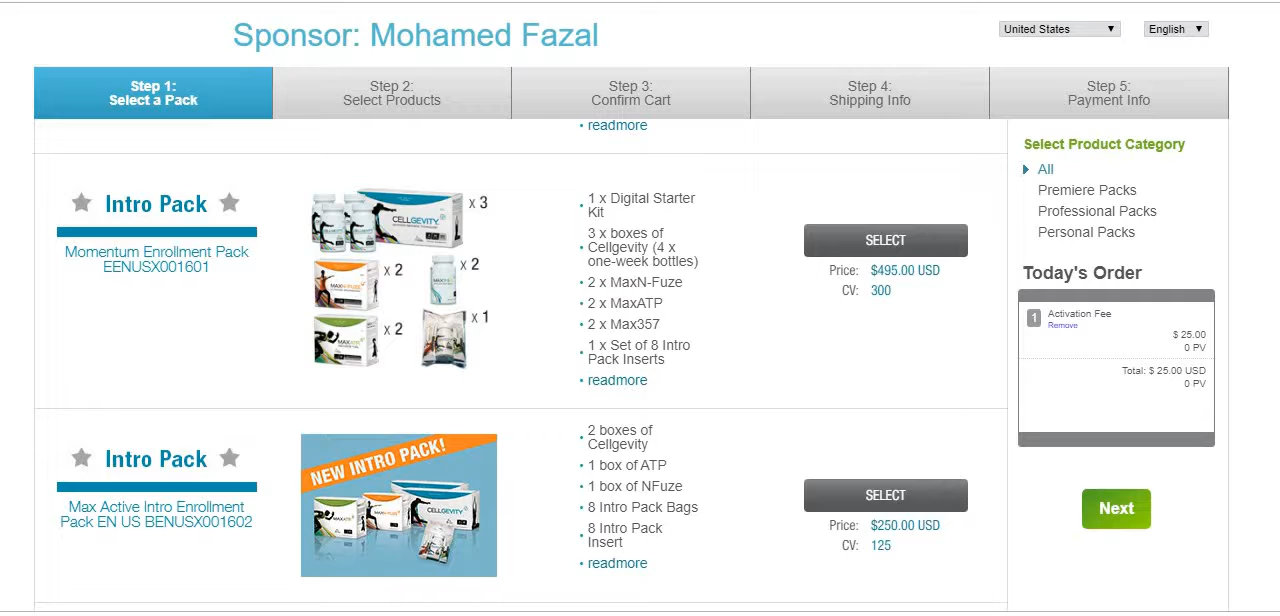 Sponsor: Mohamed Fazal
United States
English
Step 1:
Select a Pack
Step 2:
Select Products
Step 3:
Confirm Cart
Step 4:
Shipping Info
Step 5:
Payment Info
• readmore
Intro Pack
Momentum Enrollment Pack
EENUSX001601
CELLGEVITY
x 3
MAXN-FUZE
x 2
x 2
MAXATP
x 2
x 1
• 1 x Digital Starter
Kit
• 3 x boxes of
Cellgevity (4 x
one-week bottles)
• 2 x MaxN-Fuze
• 2 x MaxATP
• 2 x Max357
• 1 x Set of 8 Intro
Pack Inserts
• readmore
SELECT
Price: $495.00 USD
CV: 300
Intro Pack
Max Active Intro Enrollment
Pack EN US BENUSX001602
NEW INTRO PACK!
MAXATP
MAXN-FUZE
CELLGEVITY
• 2 boxes of
Cellgevity
• 1 box of ATP
• 1 box of NFuze
• 8 Intro Pack Bags
• 8 Intro Pack
Insert
• readmore
SELECT
Price: $250.00 USD
CV: 125
Select Product Category
All
Premiere Packs
Professional Packs
Personal Packs
Today's Order
1 Activation Fee
Remove
$ 25.00
0 PV
Total: $ 25.00 USD
0 PV
Next